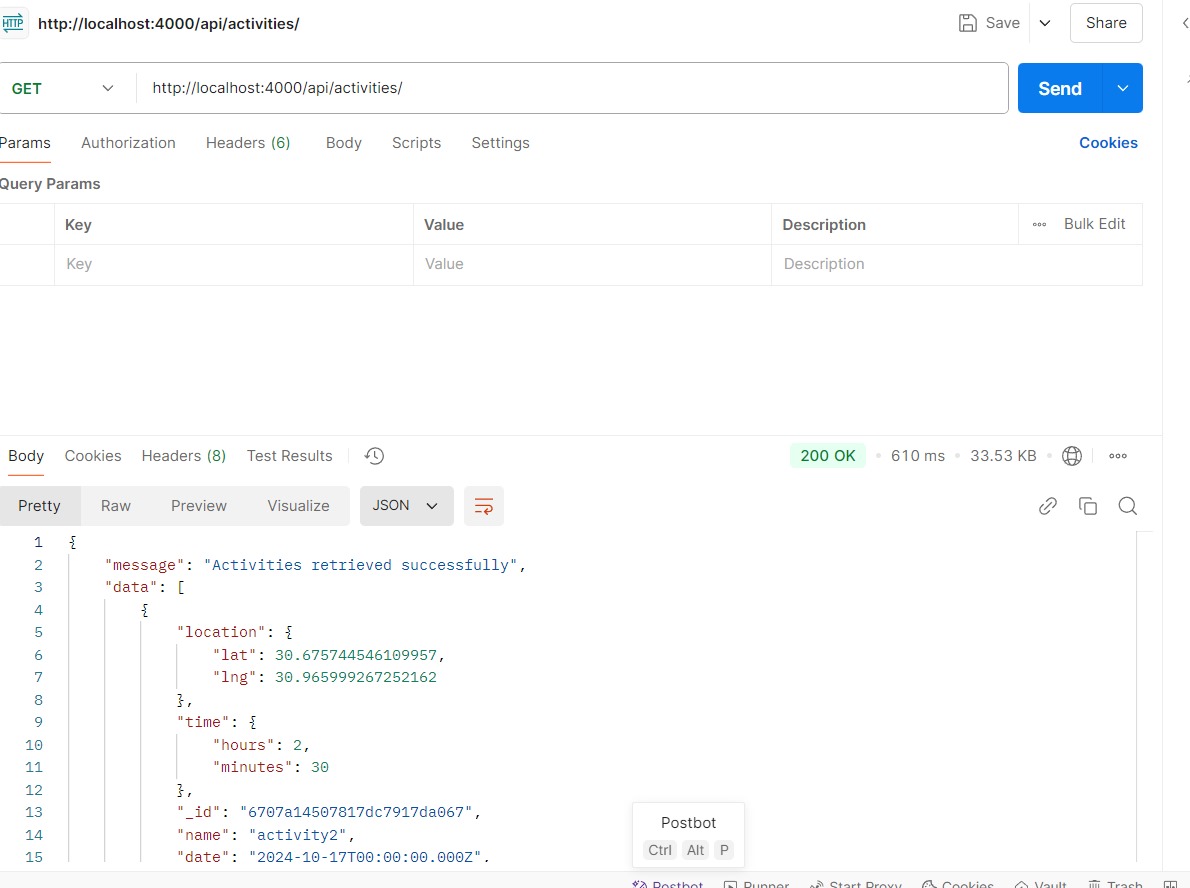 HTTP http://localhost:4000/api/activities/ Save Share
GET http://localhost:4000/api/activities/ Send
Params Authorization Headers (6) Body Scripts Settings Cookies
Query Params
Key Value Description Bulk Edit
Key Value Description
Body Cookies Headers (8) Test Results 200 OK 610 ms 33.53 KB
Pretty Raw Preview Visualize JSON
1 {
2 "message": "Activities retrieved successfully",
3 "data": [
4 {
5 "location": {
6 "lat": 30.675744546109957,
7 "lng": 30.965999267252162
8 },
9 "time": {
10 "hours": 2,
11 "minutes": 30
12 },
13 "_id": "6707a14507817dc7917da067",
14 "name": "activity2",
15 "date": "2024-10-17T00:00:00.000Z",
Postbot
Ctrl Alt P
Postbot Runner Start Proxy Cookies Vault Trash